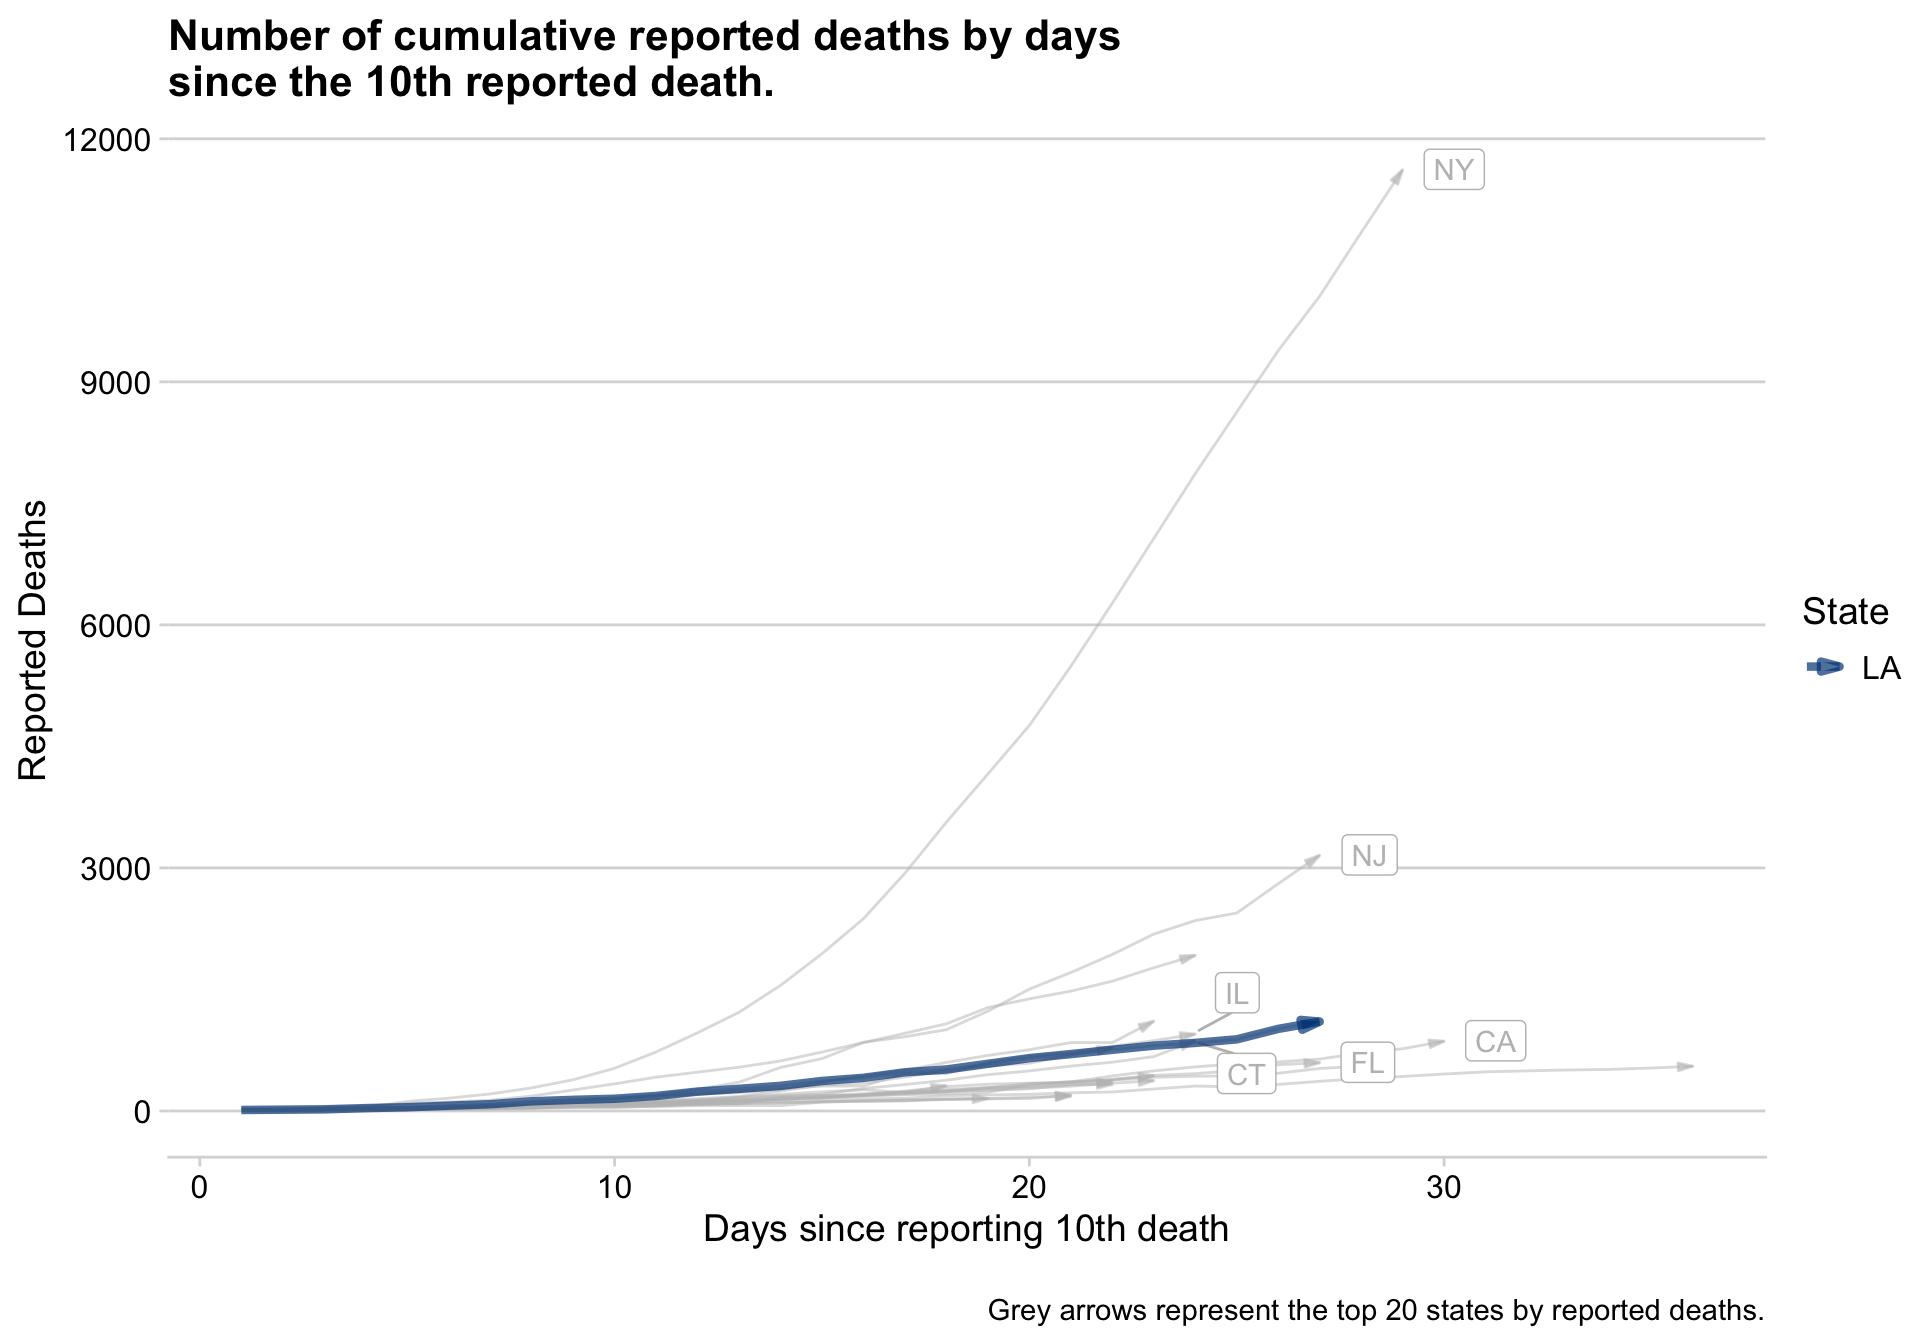 Number of cumulative reported deaths by days
since the 10th reported death.
12000
9000
6000
3000
0
Reported Deaths
NY
NJ
IL
CT
FL
CA
State
LA
0
10
20
30
Days since reporting 10th death
Grey arrows represent the top 20 states by reported deaths.